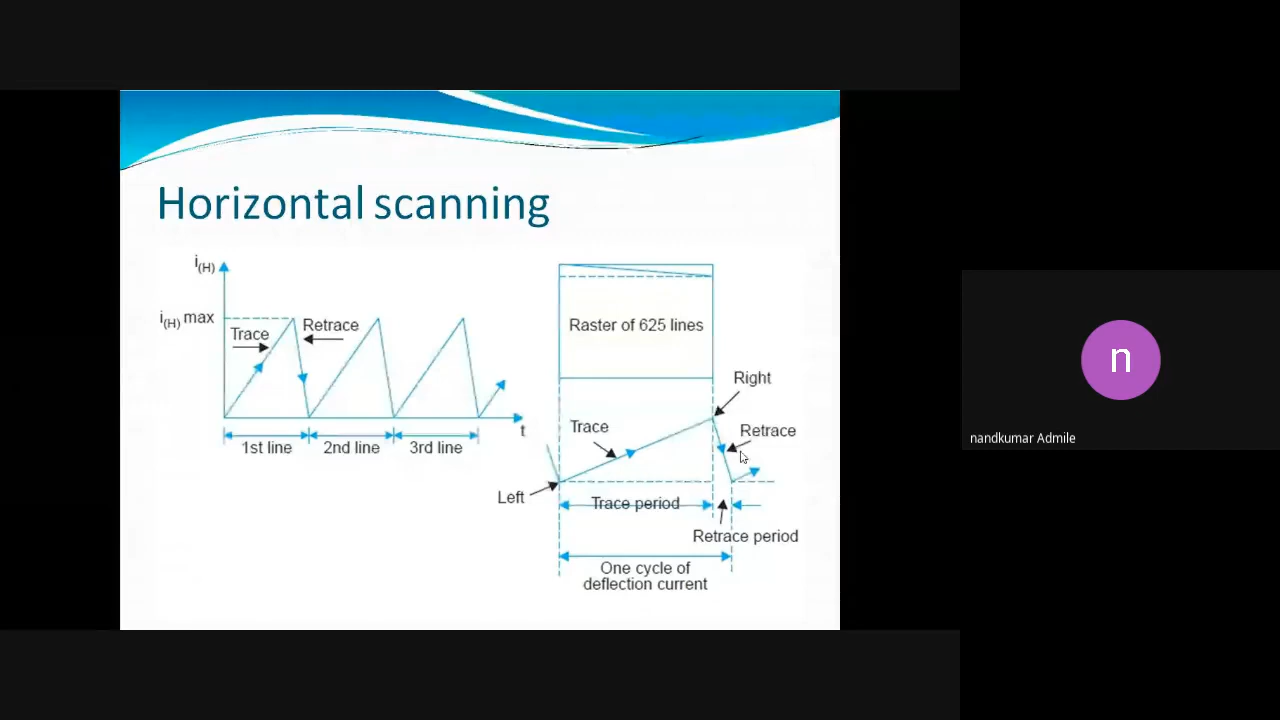 Horizontal scanning
i(H)
i(H) max
Trace
Retrace
1st line
2nd line
3rd line
t
Raster of 625 lines
Right
Trace
Retrace
Left
Trace period
Retrace period
One cycle of
deflection current
n
nandkumar Admile